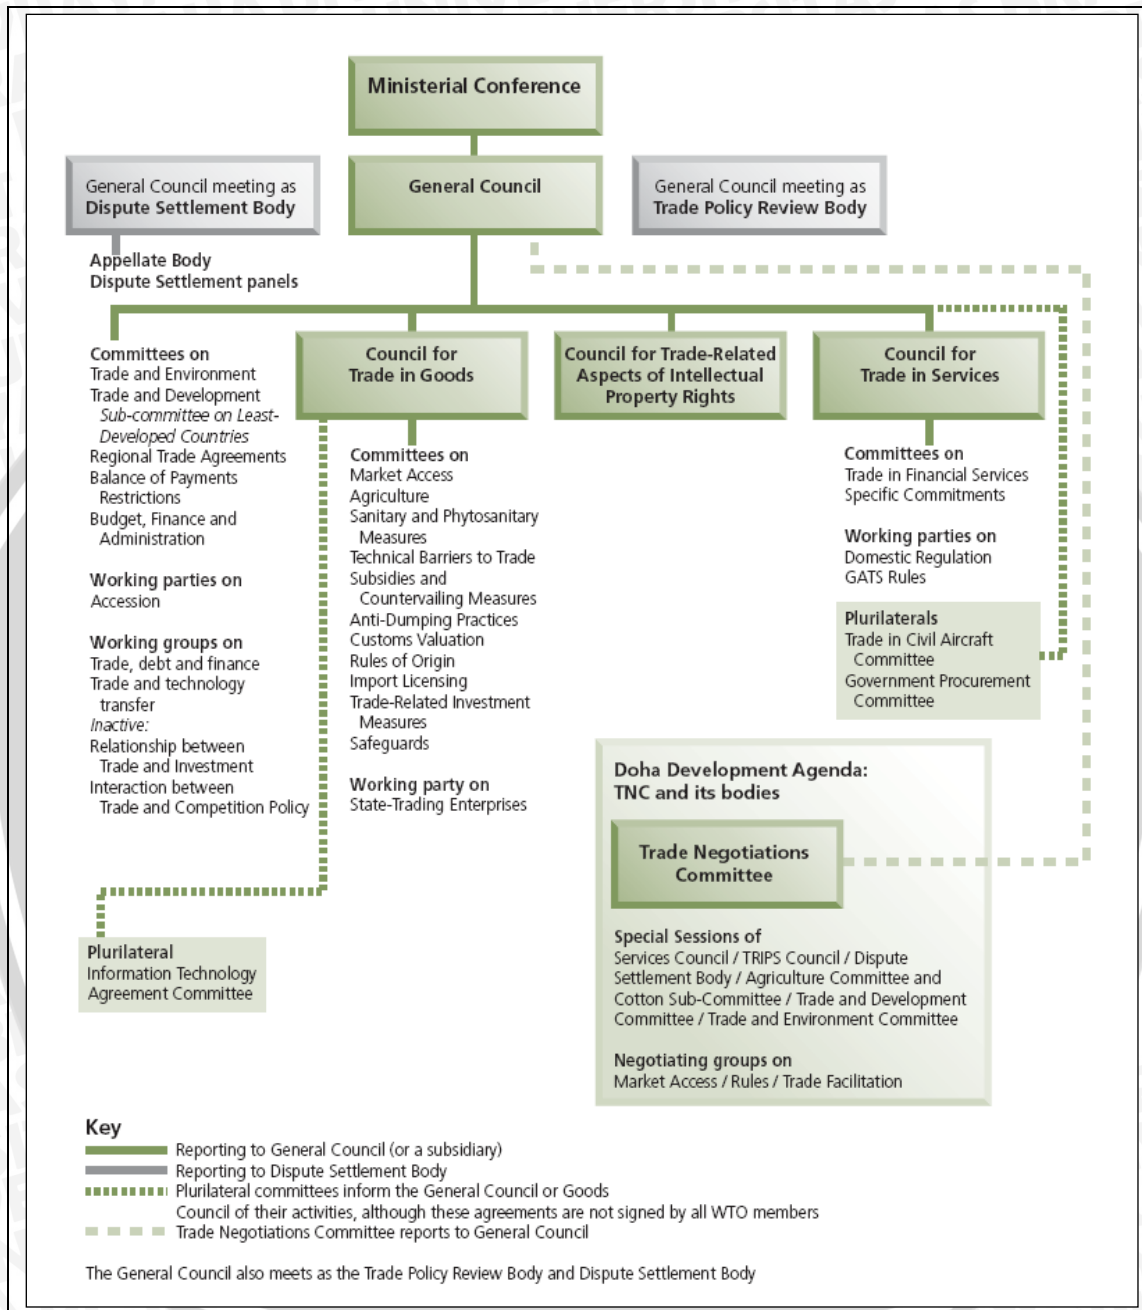 Ministerial Conference
General Council meeting as
Dispute Settlement Body
General Council
General Council meeting as
Trade Policy Review Body
Appellate Body
Dispute Settlement panels
Committees on
Trade and Environment
Trade and Development
Sub-committee on Least-
Developed Countries
Regional Trade Agreements
Balance of Payments
Restrictions
Budget, Finance and
Administration
Working parties on
Accession
Working groups on
Trade, debt and finance
Trade and technology
transfer
Inactive:
Relationship between
Trade and Investment
Interaction between
Trade and Competition Policy
Plurilateral
Information Technology
Agreement Committee
Council for
Trade in Goods
Committees on
Market Access
Agriculture
Sanitary and Phytosanitary
Measures
Technical Barriers to Trade
Subsidies and
Countervailing Measures
Anti-Dumping Practices
Customs Valuation
Rules of Origin
Import Licensing
Trade-Related Investment
Measures
Safeguards
Working party on
State-Trading Enterprises
Council for Trade-Related
Aspects of Intellectual
Property Rights
Council for
Trade in Services
Committees on
Trade in Financial Services
Specific Commitments
Working parties on
Domestic Regulation
GATS Rules
Plurilaterals
Trade in Civil Aircraft
Committee
Government Procurement
Committee
Doha Development Agenda:
TNC and its bodies
Trade Negotiations
Committee
Special Sessions of
Services Council / TRIPS Council / Dispute
Settlement Body / Agriculture Committee and
Cotton Sub-Committee / Trade and Development
Committee / Trade and Environment Committee
Negotiating groups on
Market Access / Rules / Trade Facilitation
Key
Reporting to General Council (or a subsidiary)
Reporting to Dispute Settlement Body
Plurilateral committees inform the General Council or Goods
Council of their activities, although these agreements are not signed by all WTO members
Trade Negotiations Committee reports to General Council
The General Council also meets as the Trade Policy Review Body and Dispute Settlement Body